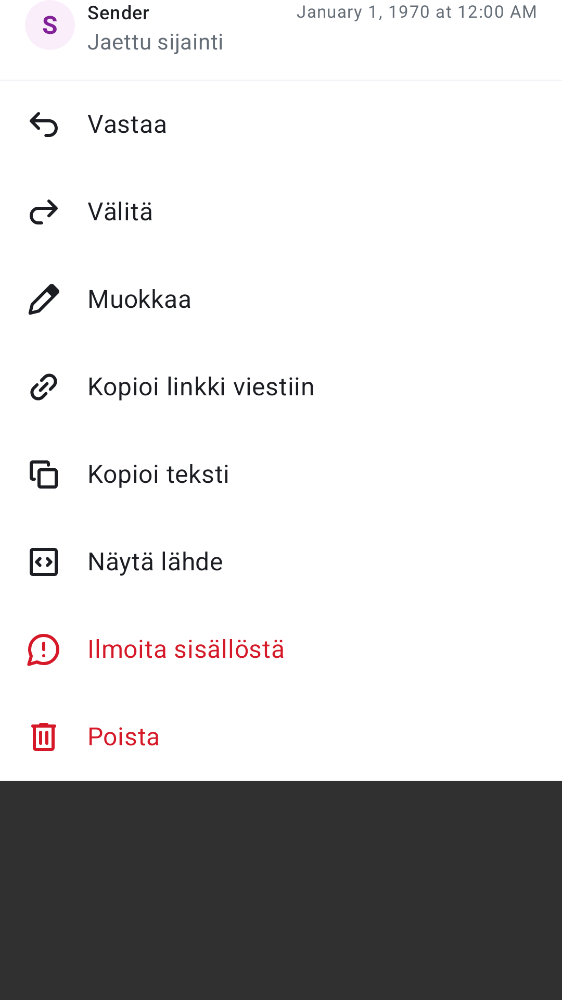 S
Sender
January 1, 1970 at 12:00 AM
Jaettu sijainti
Vastaa
Välitä
Muokkaa
Kopioi linkki viestiin
Kopioi teksti
Näytä lähde
Ilmoita sisällöstä
Poista